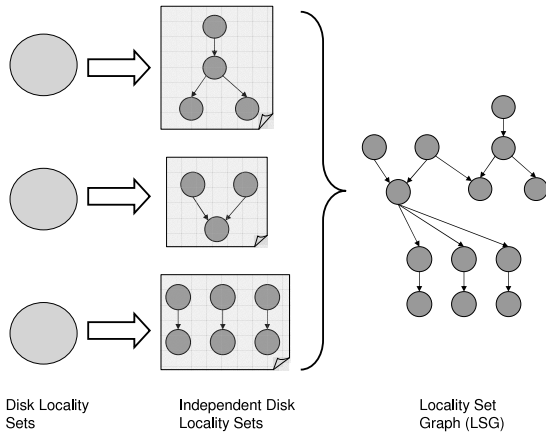 Disk Locality
Sets
Independent Disk
Locality Sets
Locality Set
Graph (LSG)